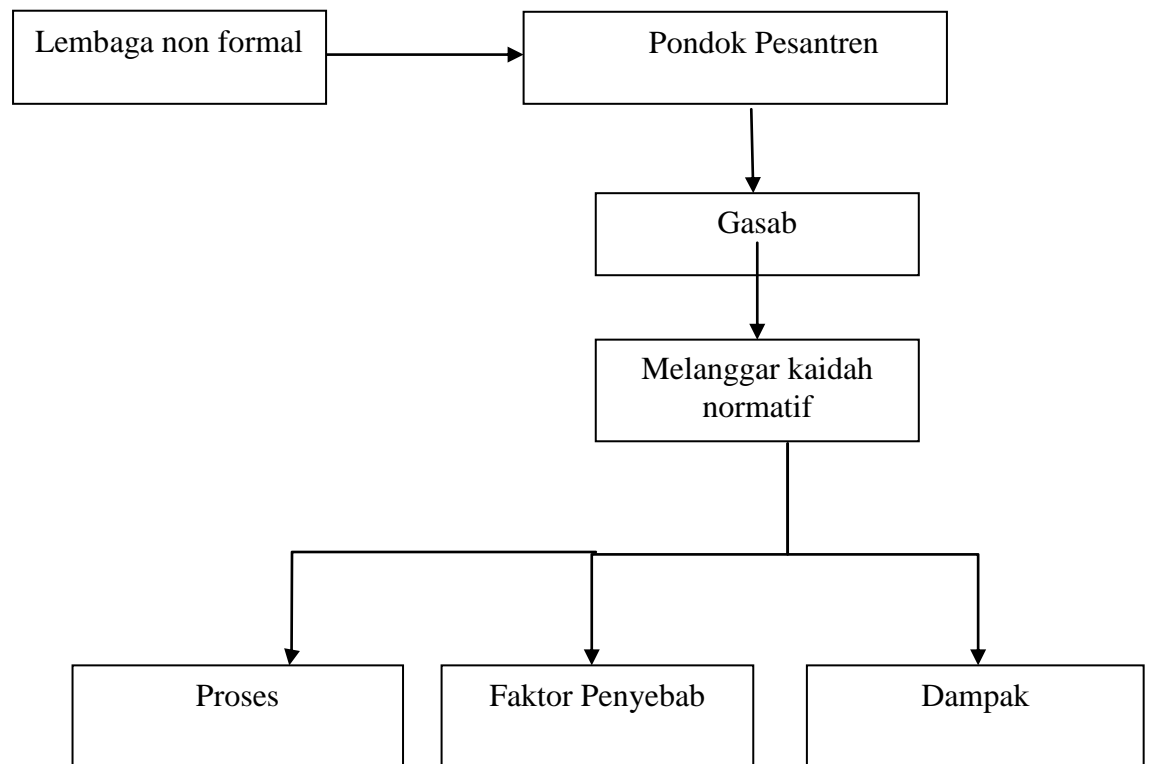 Lembaga non formal
Pondok Pesantren
Gasab
Melanggar kaidah
normatif
Proses
Faktor Penyebab
Dampak